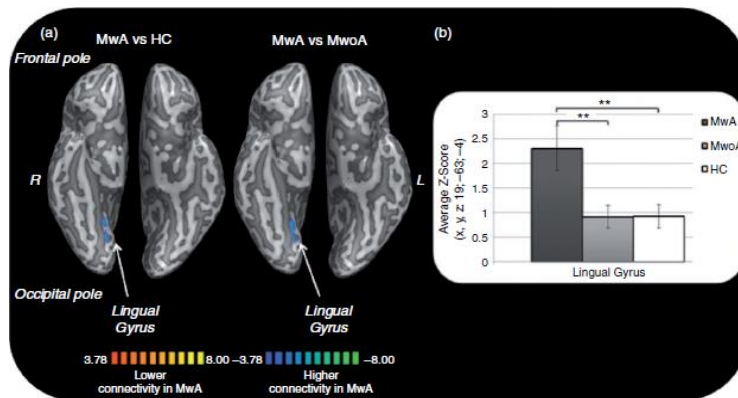 (a)
MwA vs HC
MwA vs MwoA
Frontal pole
R
L
Occipital pole
Lingual
Gyrus
Lingual
Gyrus
3.78
8.00
Lower
connectivity in MwA
–3.78
–8.00
Higher
connectivity in MwA
(b)
**
**
3
2.5
2
1.5
1
0.5
0
Average Z-Score
(x, y, z: 19; –63; –4)
Lingual Gyrus
MwA
MwoA
HC